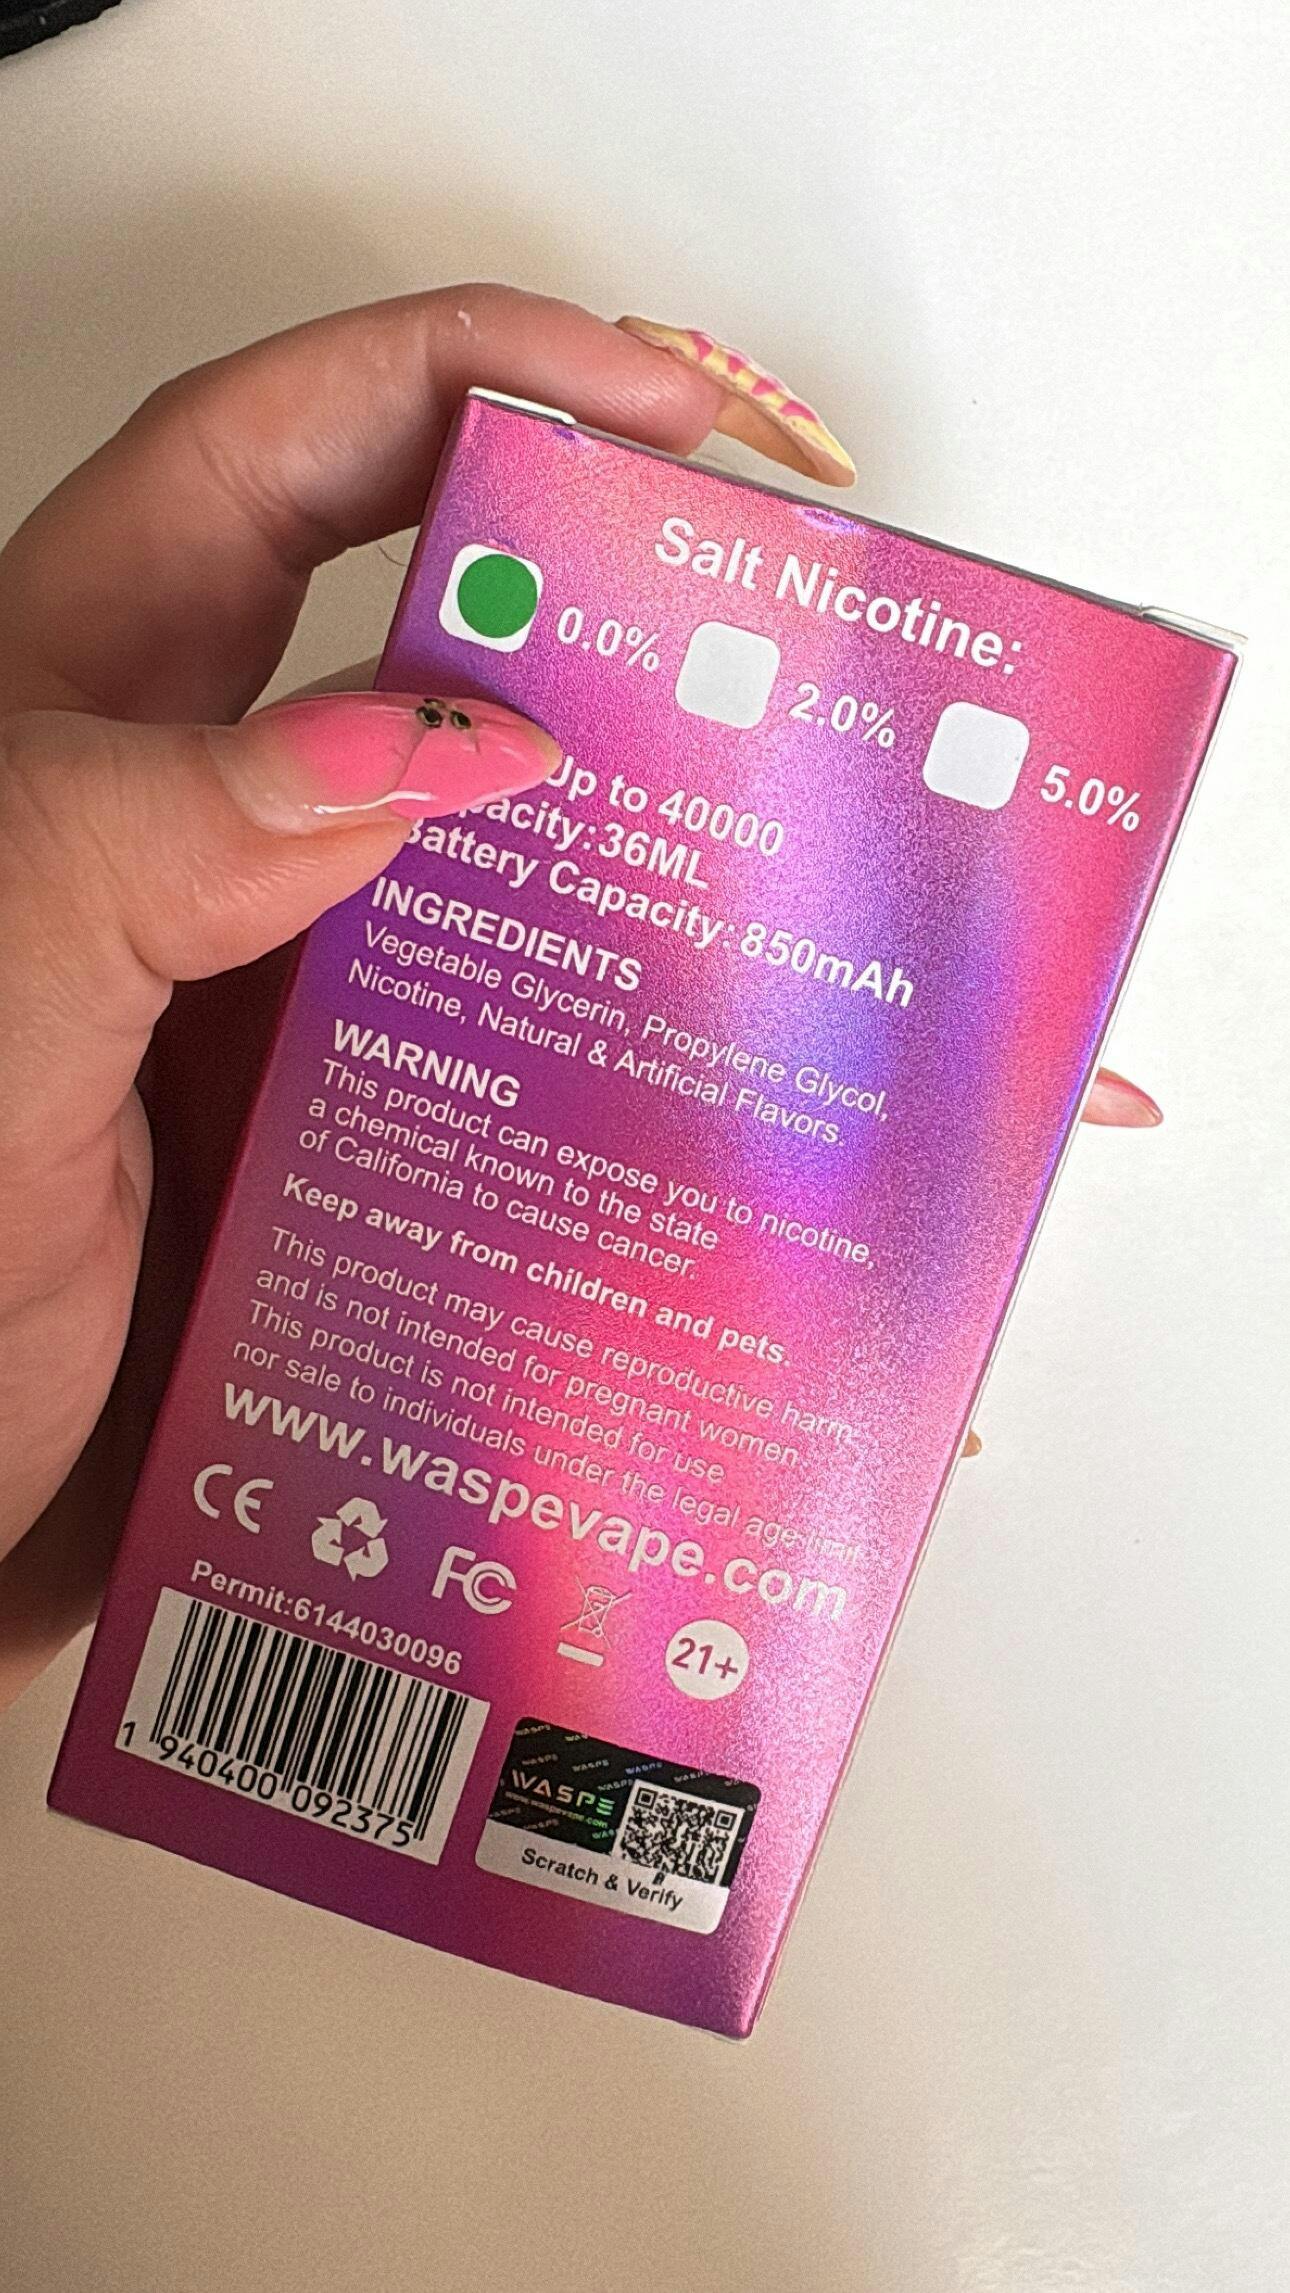 Salt Nicotine:
0.0% 2.0% 5.0%
Up to 40000
pacity:36ML
Battery Capacity:850mAh
INGREDIENTS
Vegetable Glycerin, Propylene Glycol,
Nicotine, Natural & Artificial Flavors.
WARNING
This product can expose you to nicotine,
a chemical known to the state
of California to cause cancer.
Keep away from children and pets.
This product may cause reproductive harm
and is not intended for pregnant women.
This product is not intended for use
nor sale to individuals under the legal age limit
www.waspevape.com
CE FC 21+
Permit:6144030096
1 940400 092375
WASPE
www.waspevape.com
Scratch & Verify